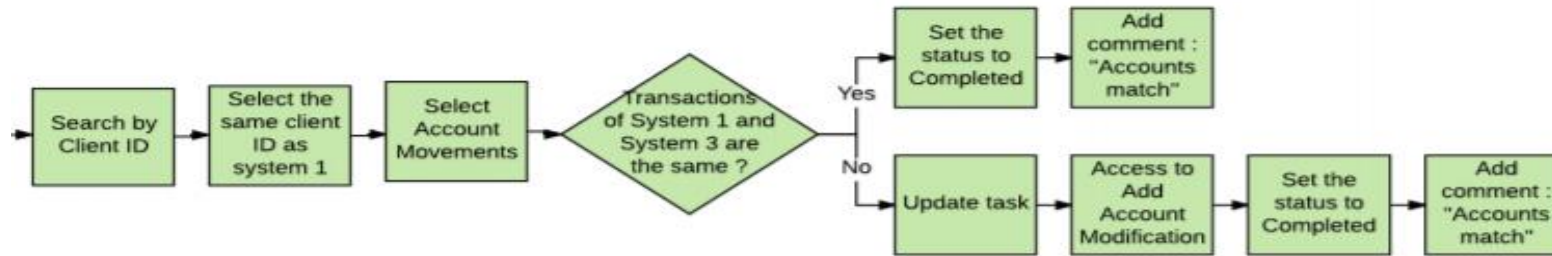 Search by
Client ID
Select the
same client
ID as
system 1
Select
Account
Movements
Transactions
of System 1 and
System 3 are
the same ?
Yes
Set the
status to
Completed
Add
comment :
"Accounts
match"
No
Update task
Access to
Add
Account
Modification
Set the
status to
Completed
Add
comment :
"Accounts
match"